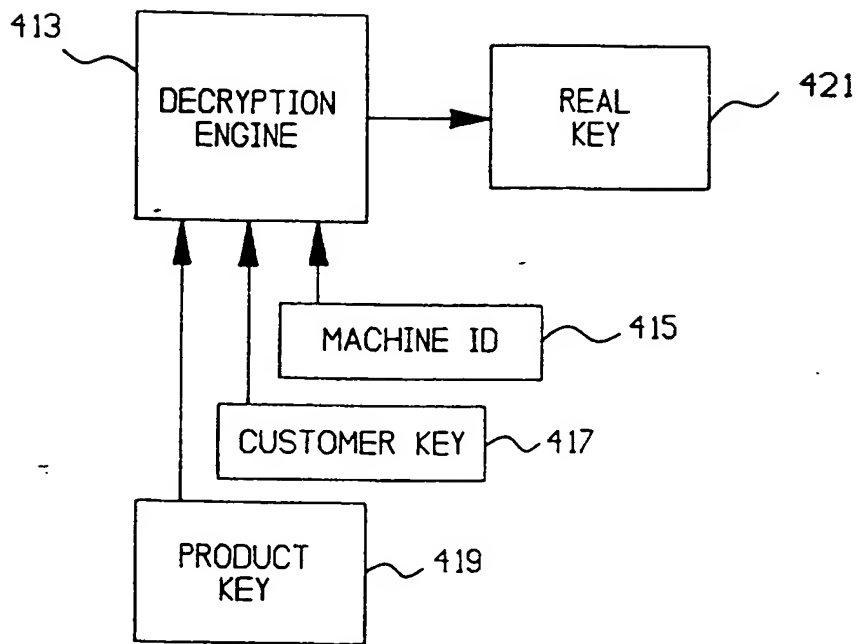 413
DECRYPTION
ENGINE
REAL
KEY
421
MACHINE ID
415
CUSTOMER KEY
417
PRODUCT
KEY
419